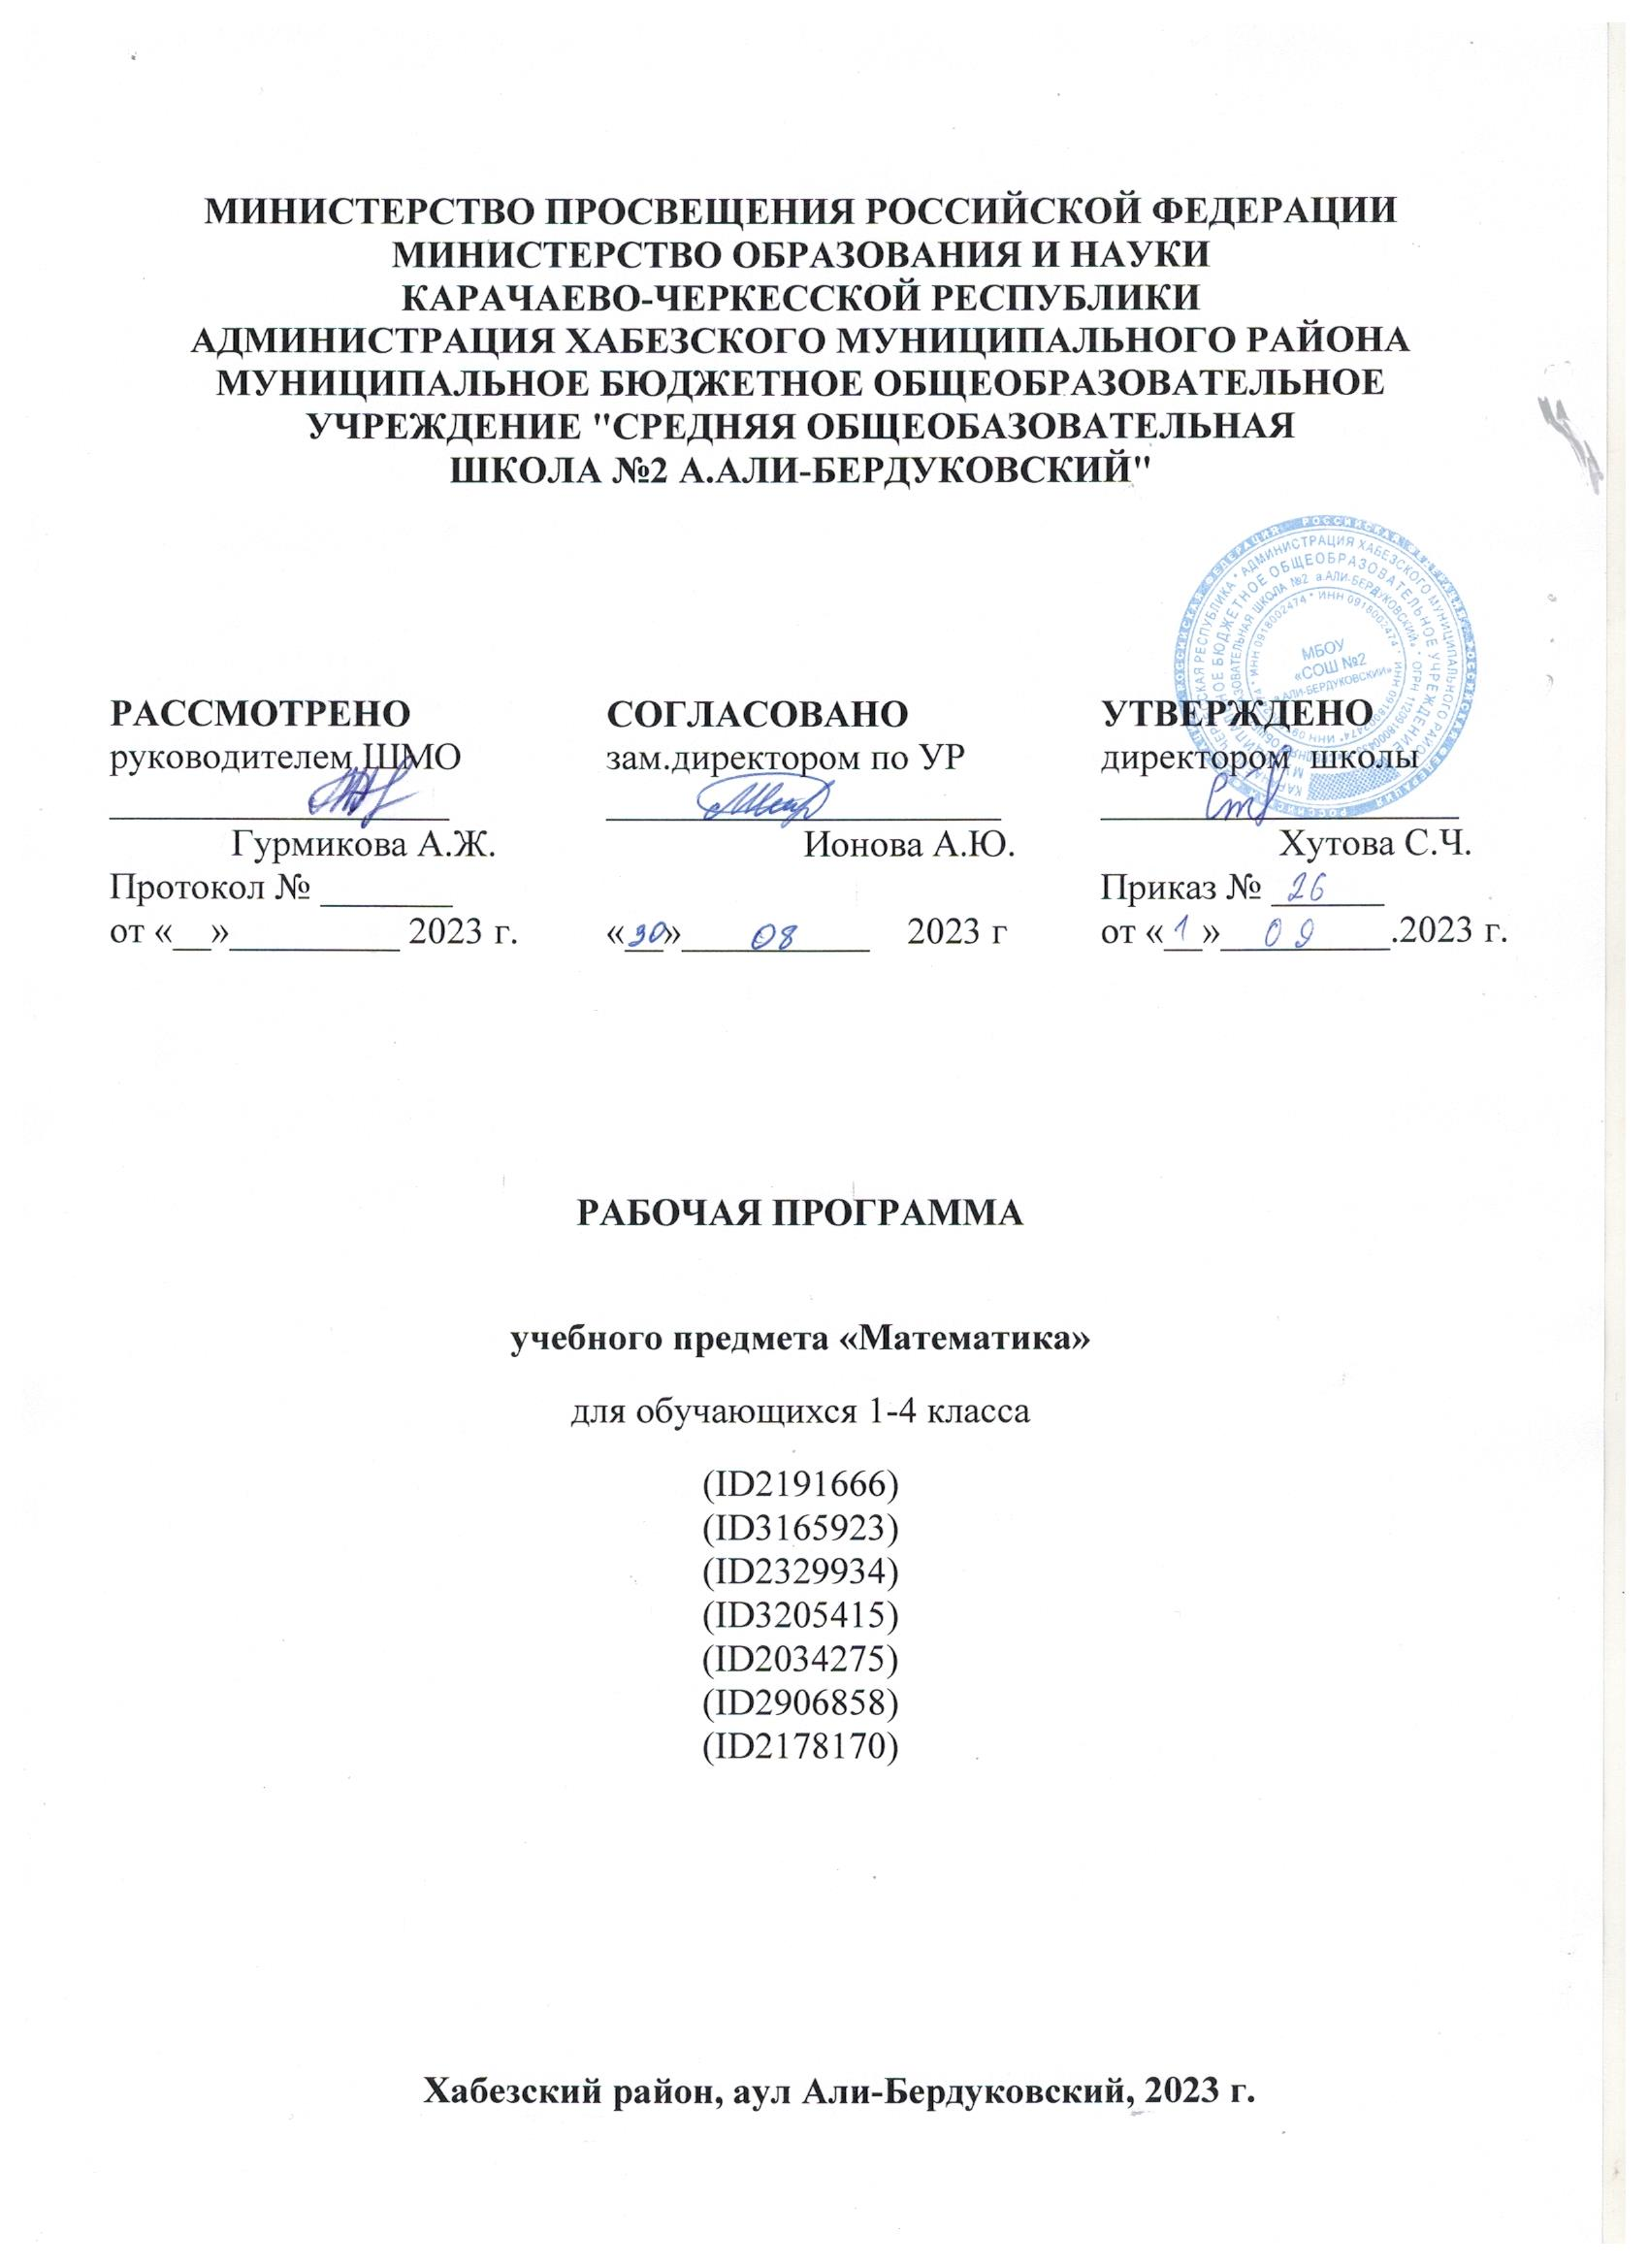 МИНИСТЕРСТВО ПРОСВЕЩЕНИЯ РОССИЙСКОЙ ФЕДЕРАЦИИ
МИНИСТЕРСТВО ОБРАЗОВАНИЯ И НАУКИ
КАРАЧАЕВО-ЧЕРКЕССКОЙ РЕСПУБЛИКИ
АДМИНИСТРАЦИЯ ХАБЕЗСКОГО МУНИЦИПАЛЬНОГО РАЙОНА
МУНИЦИПАЛЬНОЕ БЮДЖЕТНОЕ ОБЩЕОБРАЗОВАТЕЛЬНОЕ
УЧРЕЖДЕНИЕ "СРЕДНЯЯ ОБЩЕОБАЗОВАТЕЛЬНАЯ
ШКОЛА №2 А.АЛИ-БЕРДУКОВСКИЙ"
МБОУ
«СОШ №2
а.АЛИ-БЕРДУКОВСКИЙ»
РАССМОТРЕНО
руководителем ШМО
Гурмикова А.Ж.
Протокол № _______
от «__»_________ 2023 г.
СОГЛАСОВАНО
зам.директором по УР
Ионова А.Ю.
«30» 08 2023 г
УТВЕРЖДЕНО
директором школы
Хутова С.Ч.
Приказ № 26
от «1» 09 .2023 г.
РАБОЧАЯ ПРОГРАММА
учебного предмета «Математика»
для обучающихся 1-4 класса
(ID2191666)
(ID3165923)
(ID2329934)
(ID3205415)
(ID2034275)
(ID2906858)
(ID2178170)
Хабезский район, аул Али-Бердуковский, 2023 г.